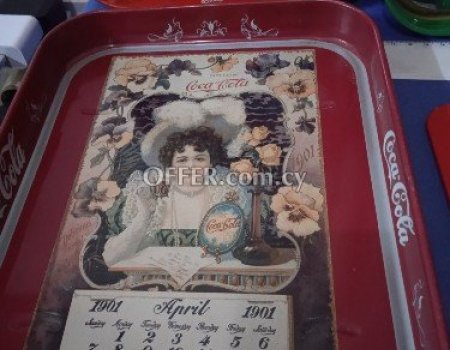 Coca-Cola
OFFER.com.cy
1901
Coca-Cola
Coca-Cola
Coca-Cola
1901 April 1901
Sunday Monday Tuesday Wednesday Thursday Friday Saturday
1 2 3 4 5 6